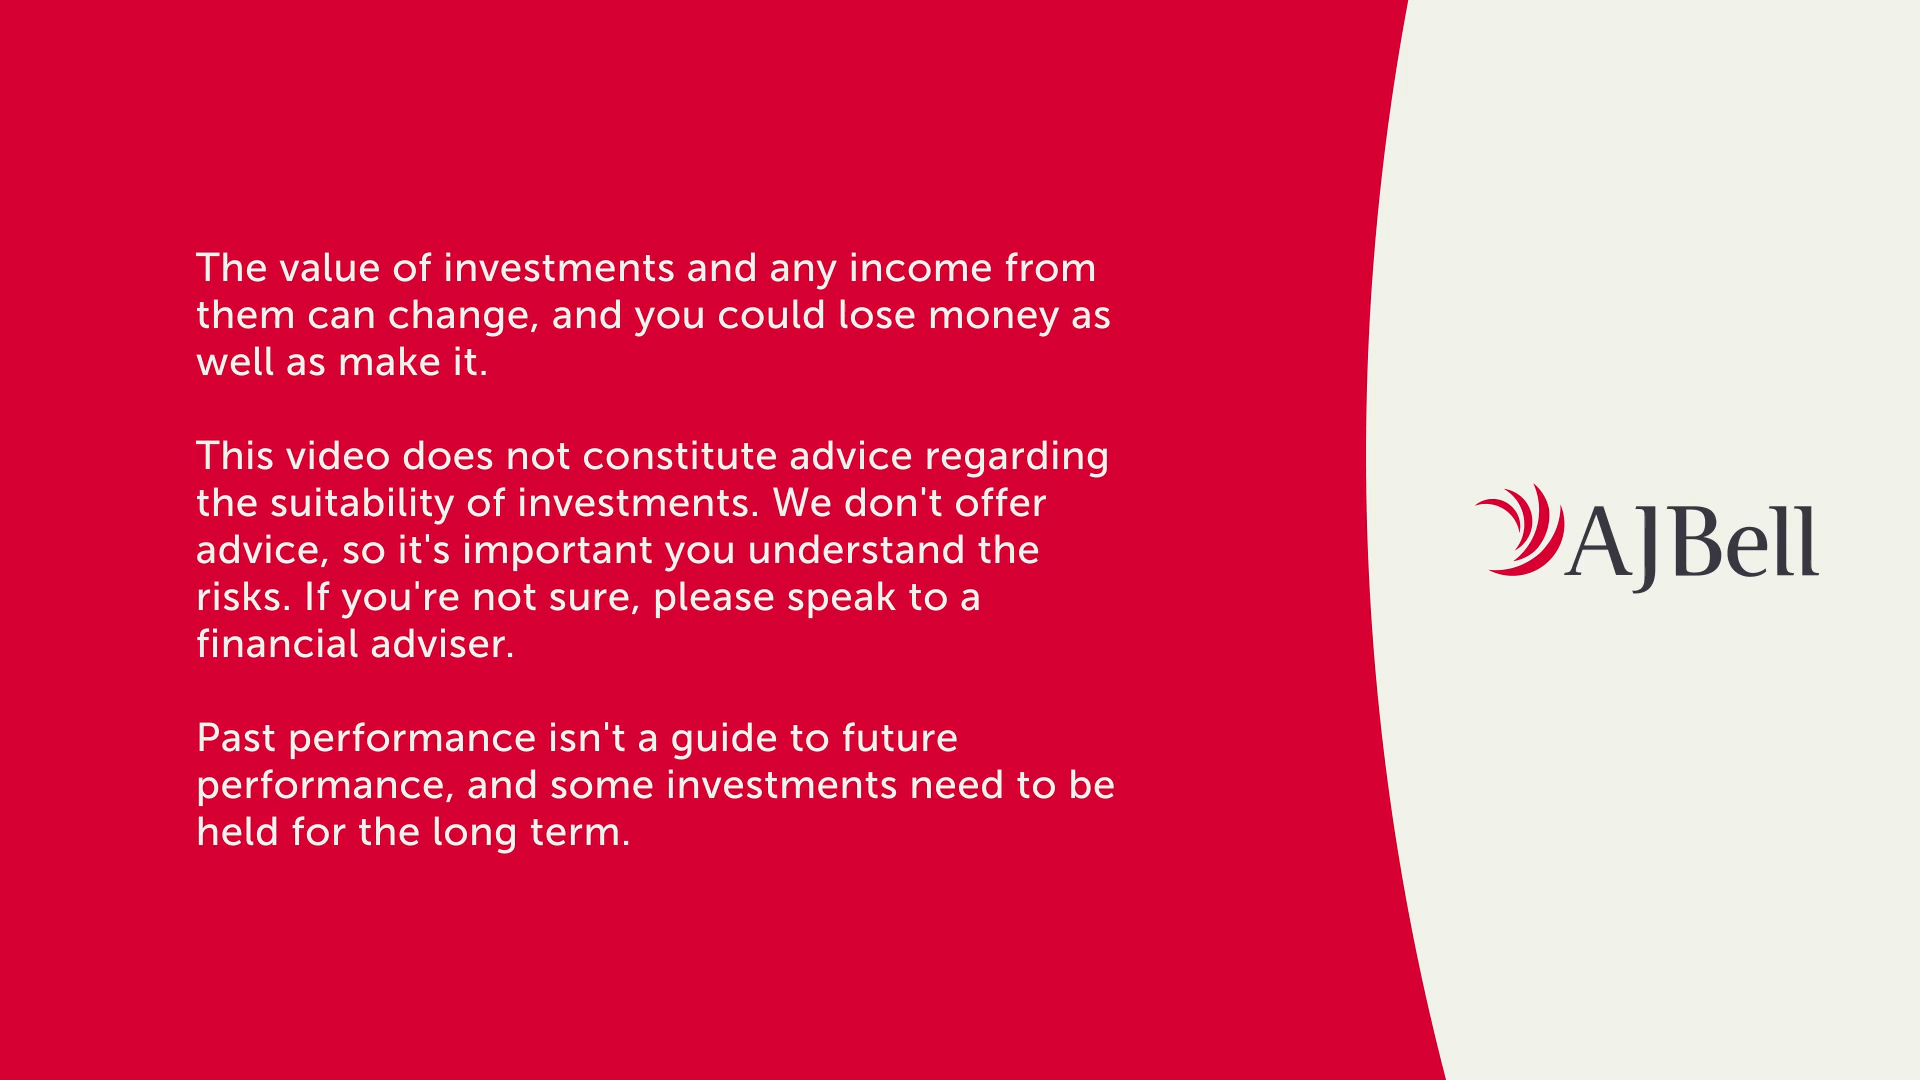 The value of investments and any income from
them can change, and you could lose money as
well as make it.
This video does not constitute advice regarding
the suitability of investments. We don't offer
advice, so it's important you understand the
risks. If you're not sure, please speak to a
financial adviser.
Past performance isn't a guide to future
performance, and some investments need to be
held for the long term.
AJBell